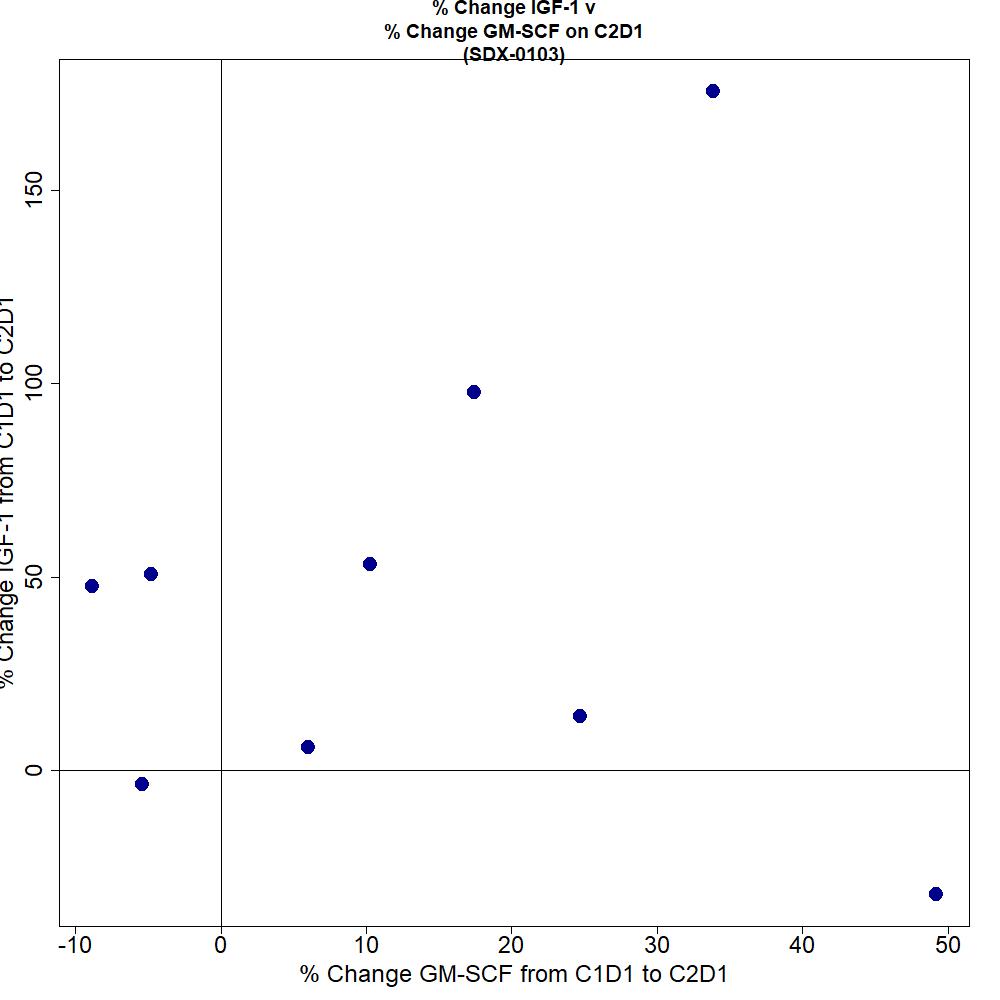 % Change IGF-1 v
% Change GM-SCF on C2D1
(SDX-0103)
% Change IGF-1 from C1D1 to C2D1
150
100
50
0
-10 0 10 20 30 40 50
% Change GM-SCF from C1D1 to C2D1